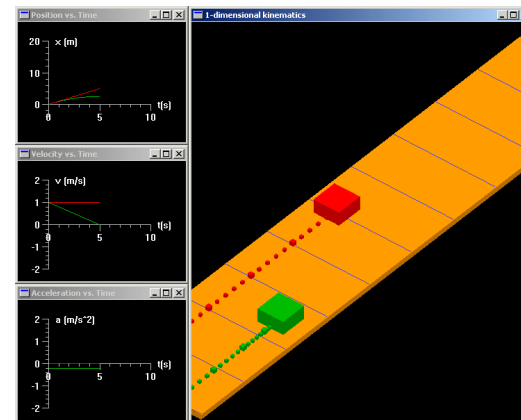 Position vs. Time
x (m)
20
10
0
0
5
10
t(s)
Velocity vs. Time
v (m/s)
2
1
0
-1
-2
0
5
10
t(s)
Acceleration vs. Time
a (m/s^2)
2
1
0
-1
-2
0
5
10
t(s)
1-dimensional kinematics